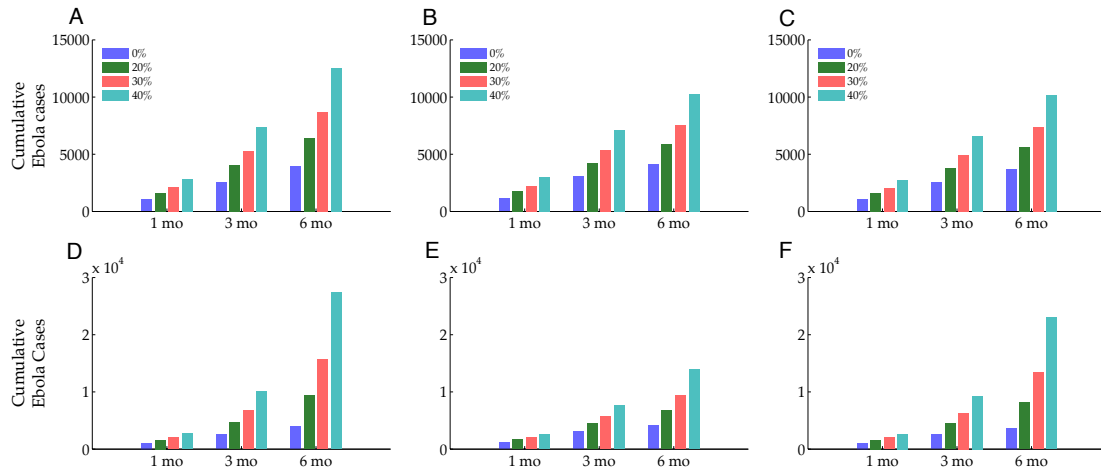 A
B
C
15000
10000
5000
0
0%
20%
30%
40%
1 mo
3 mo
6 mo
Cumulative
Ebola cases
15000
10000
5000
0
0%
20%
30%
40%
1 mo
3 mo
6 mo
15000
10000
5000
0
0%
20%
30%
40%
1 mo
3 mo
6 mo
D
E
F
x 10^4
3
2
1
0
1 mo
3 mo
6 mo
Cumulative
Ebola Cases
x 10^4
3
2
1
0
1 mo
3 mo
6 mo
x 10^4
3
2
1
0
1 mo
3 mo
6 mo